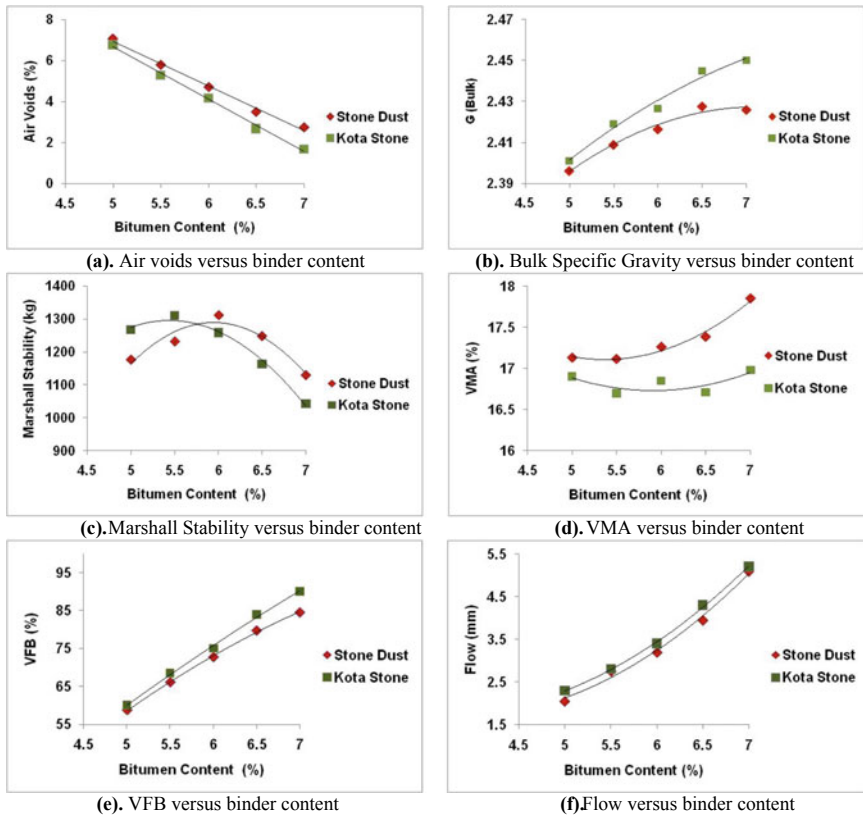 8
6
4
2
0
4.5 5 5.5 6 6.5 7
Air Voids (%)
Bitumen Content (%)
Stone Dust
Kota Stone
(a). Air voids versus binder content
2.45
2.43
2.41
2.39
4.5 5 5.5 6 6.5 7
G (Bulk)
Bitumen Content (%)
Stone Dust
Kota Stone
(b). Bulk Specific Gravity versus binder content
1400
1300
1200
1100
1000
900
4.5 5 5.5 6 6.5 7
Marshall Stability (kg)
Bitumen Content (%)
Stone Dust
Kota Stone
(c).Marshall Stability versus binder content
18
17.5
17
16.5
16
4.5 5 5.5 6 6.5 7
VMA (%)
Bitumen Content (%)
Stone Dust
Kota Stone
(d). VMA versus binder content
95
85
75
65
55
4.5 5 5.5 6 6.5 7
VFB (%)
Bitumen Content (%)
Stone Dust
Kota Stone
(e). VFB versus binder content
5.5
4.5
3.5
2.5
1.5
4.5 5 5.5 6 6.5 7
Flow (mm)
Bitumen Content (%)
Stone Dust
Kota Stone
(f).Flow versus binder content